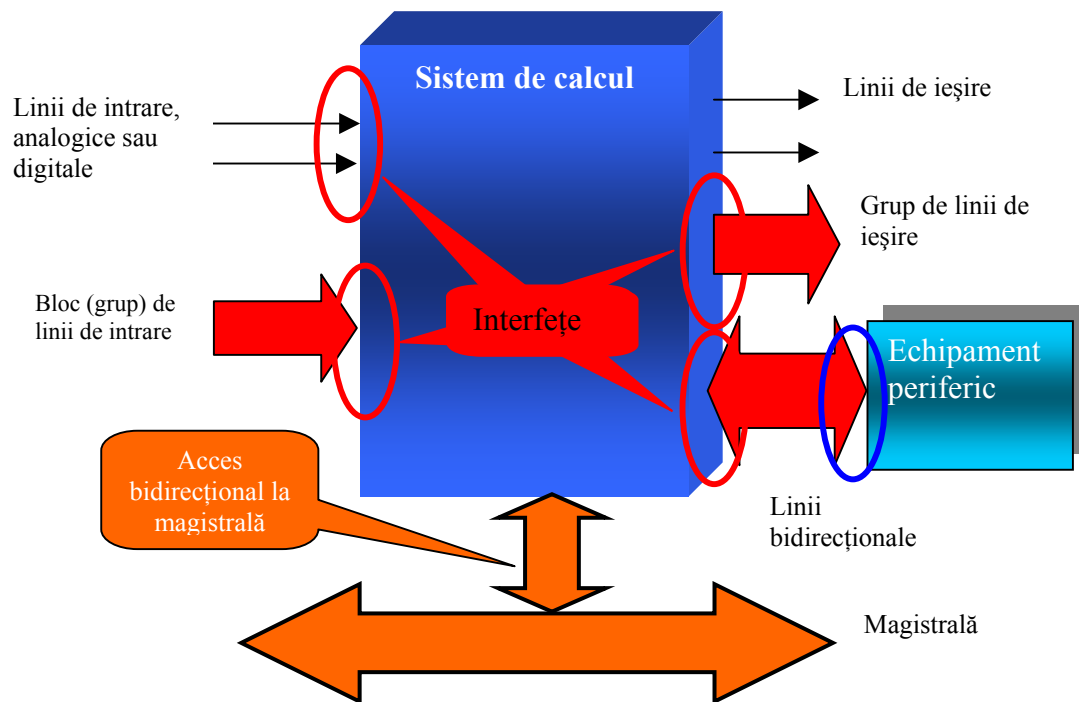 Sistem de calcul
Linii de intrare,
analogice sau
digitale
Linii de ieşire
Grup de linii de
ieşire
Bloc (grup) de
linii de intrare
Interfețe
Echipament
periferic
Acces
bidirecțional la
magistrală
Linii
bidirecționale
Magistrală